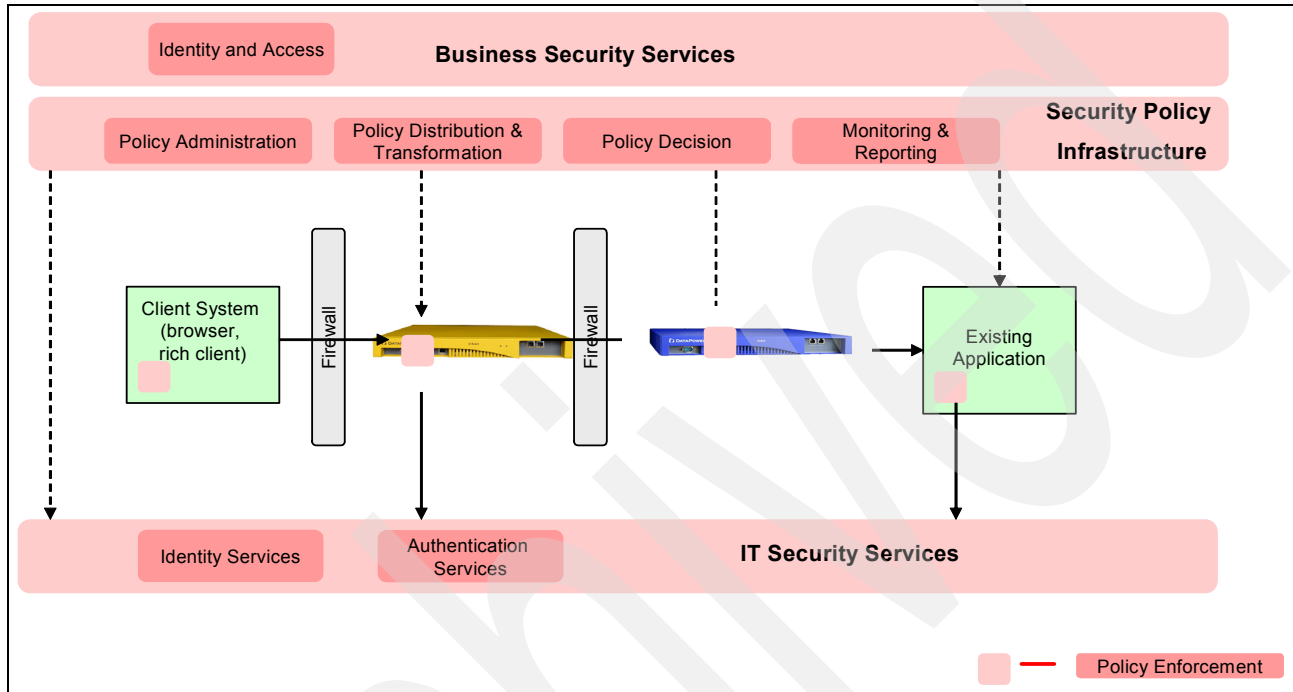 Identity and Access
Business Security Services
Security Policy
Infrastructure
Policy Administration
Policy Distribution &
Transformation
Policy Decision
Monitoring &
Reporting
Client System
(browser,
rich client)
Firewall
Firewall
Existing
Application
Identity Services
Authentication
Services
IT Security Services
Policy Enforcement